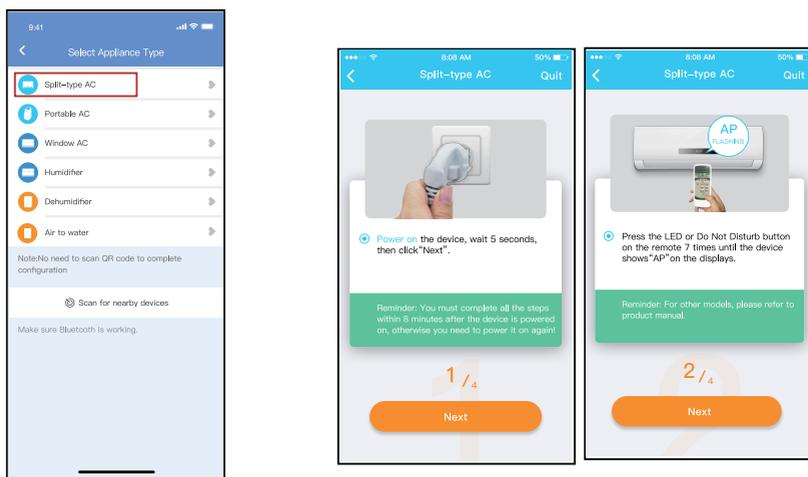 9:41
Select Appliance Type
Split-type AC
Portable AC
Window AC
Humidifier
Dehumidifier
Air to water
Note:No need to scan QR code to complete
configuration
Scan for nearby devices
Make sure Bluetooth is working.
8:08 AM 50%
Split-type AC Quit
Power on the device, wait 5 seconds,
then click“Next”.
Reminder: You must complete all the steps
within 8 minutes after the device is powered
on, otherwise you need to power it on again!
1
1/4
Next
8:08 AM 50%
Split-type AC Quit
AP
FLASHING
Press the LED or Do Not Disturb button
on the remote 7 times until the device
shows“AP”on the displays.
Reminder: For other models, please refer to
product manual.
2
2/4
Next